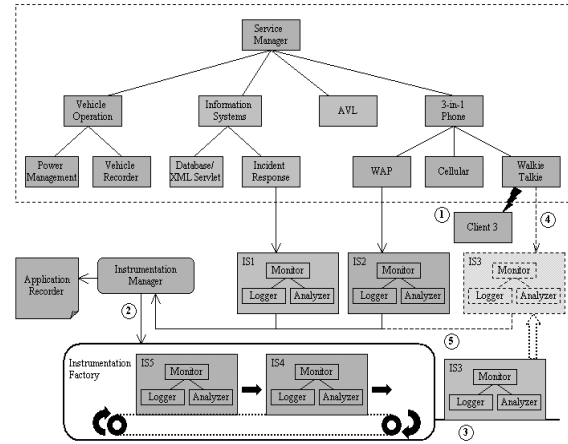 Service
Manager
Vehicle
Operation
Information
Systems
AVL
3-in-1
Phone
Power
Management
Vehicle
Recorder
Database/
XML Servlet
Incident
Response
WAP
Cellular
Walkie
Talkie
1
Client 3
4
Application
Recorder
Instrumentation
Manager
IS1
Monitor
Logger
Analyzer
IS2
Monitor
Logger
Analyzer
IS3
Monitor
Logger
Analyzer
2
5
Instrumentation
Factory
IS5
Monitor
Logger
Analyzer
IS4
Monitor
Logger
Analyzer
IS3
Monitor
Logger
Analyzer
3